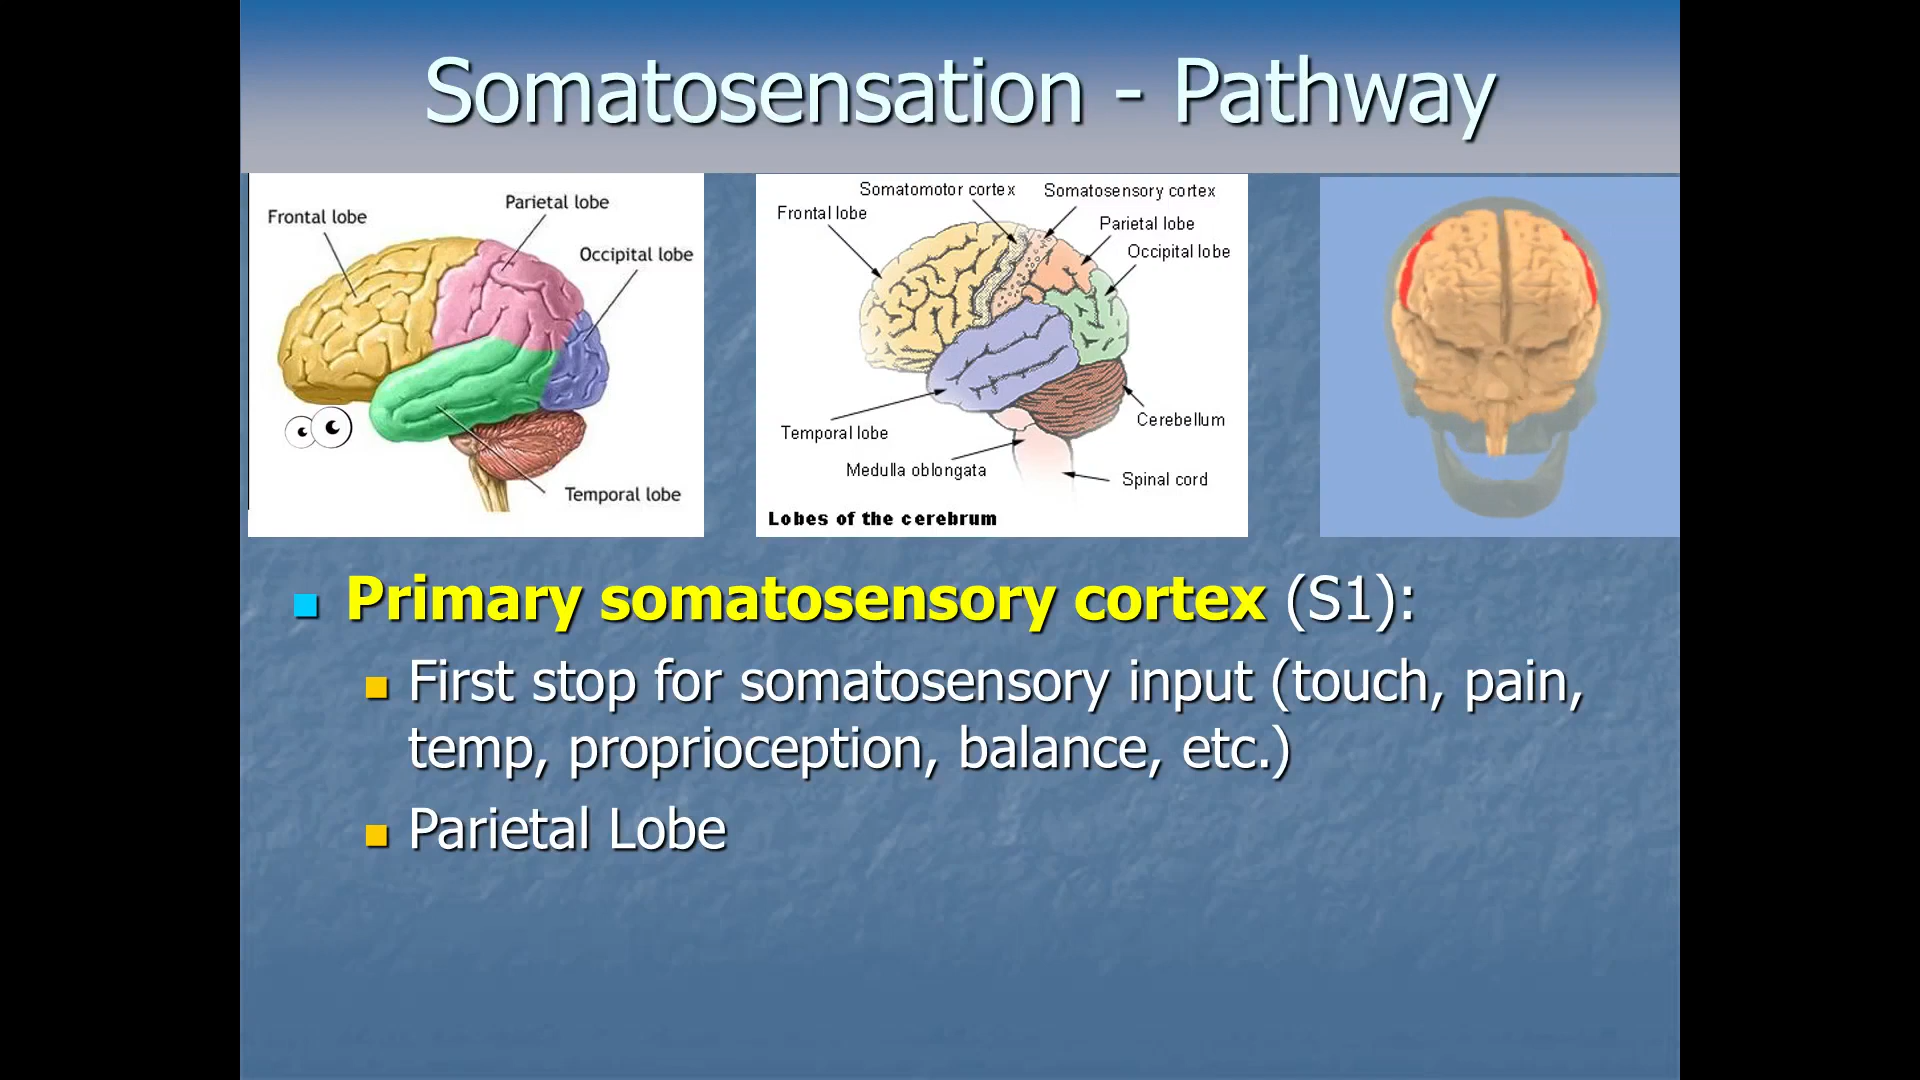 Somatosensation - Pathway
Frontal lobe
Parietal lobe
Occipital lobe
Temporal lobe
Somatomotor cortex
Somatosensory cortex
Frontal lobe
Parietal lobe
Occipital lobe
Temporal lobe
Cerebellum
Medulla oblongata
Spinal cord
Lobes of the cerebrum
Primary somatosensory cortex (S1):
First stop for somatosensory input (touch, pain,
temp, proprioception, balance, etc.)
Parietal Lobe